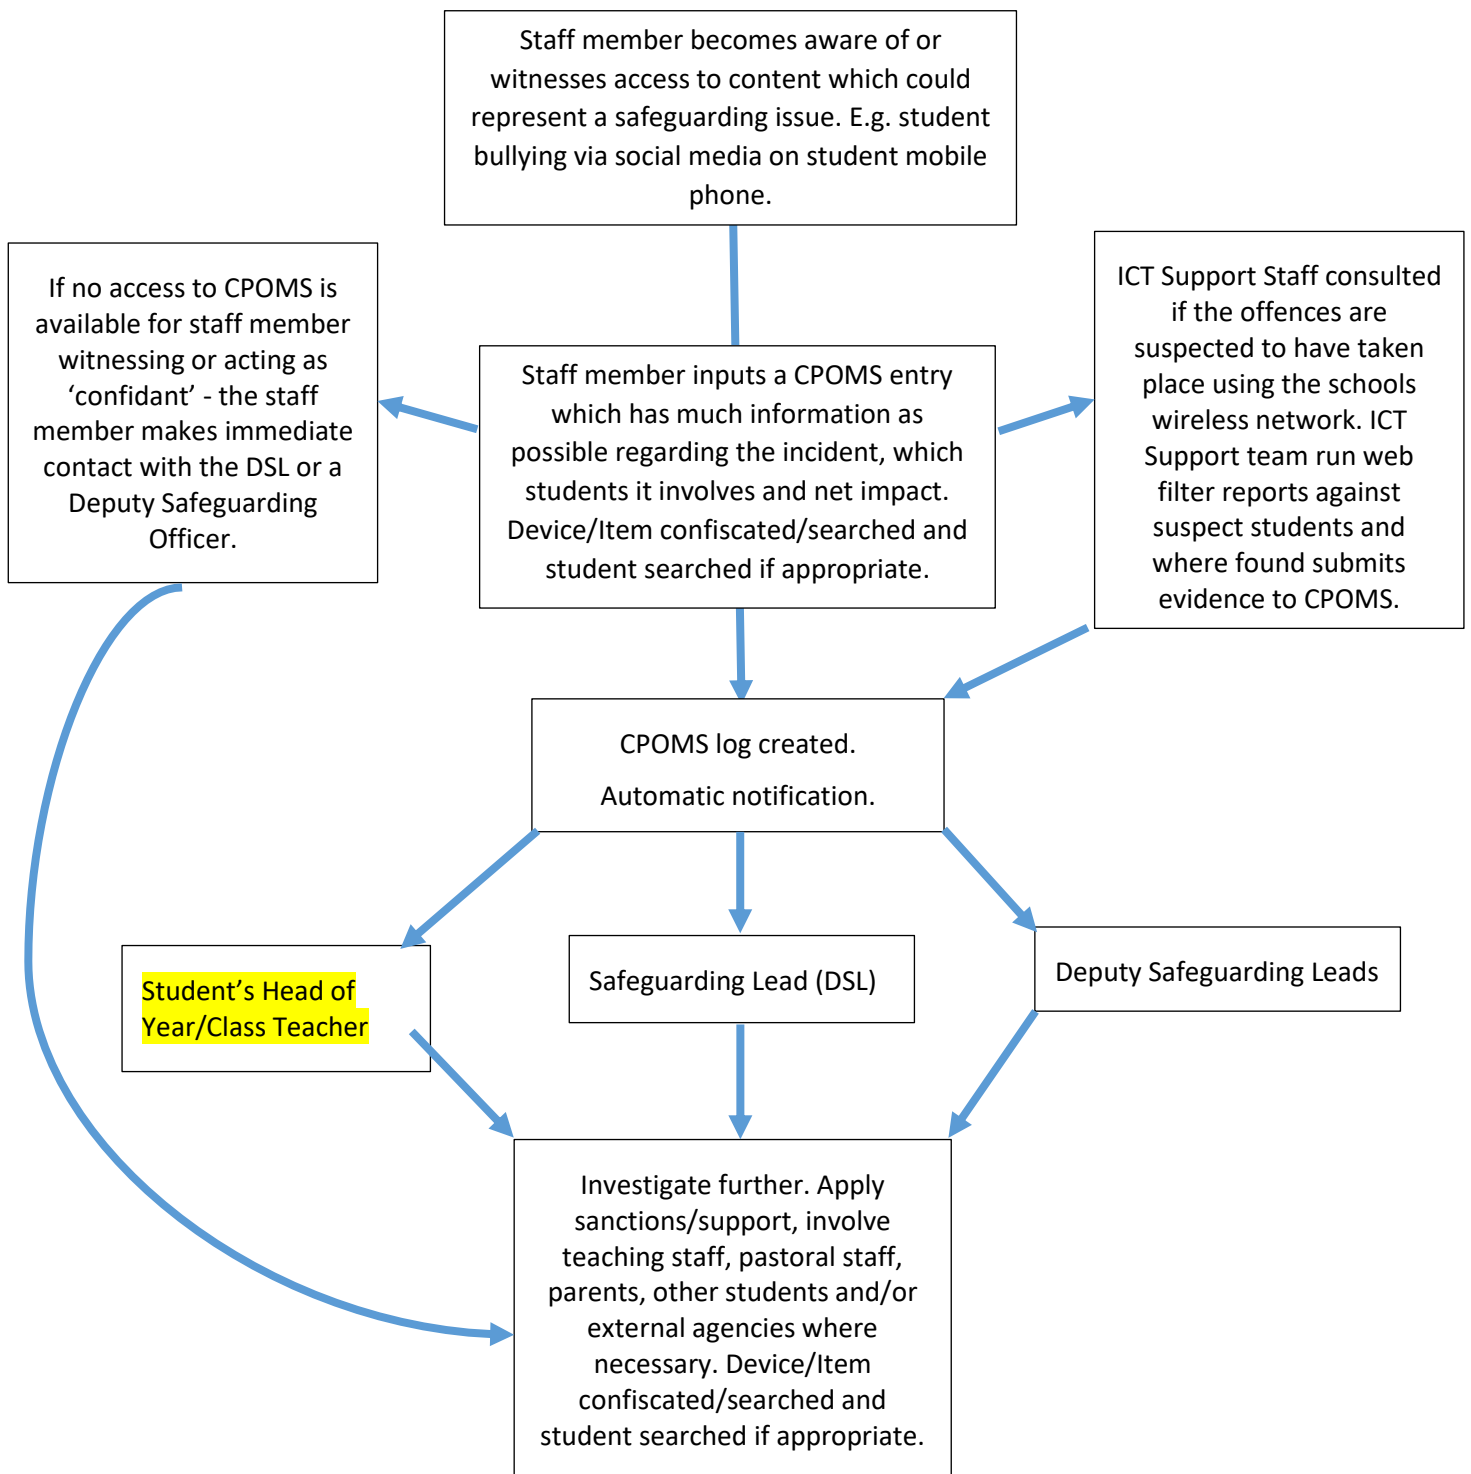 Staff member becomes aware of or
witnesses access to content which could
represent a safeguarding issue. E.g. student
bullying via social media on student mobile
phone.
If no access to CPOMS is
available for staff member
witnessing or acting as
‘confidant’ - the staff
member makes immediate
contact with the DSL or a
Deputy Safeguarding
Officer.
Staff member inputs a CPOMS entry
which has much information as
possible regarding the incident, which
students it involves and net impact.
Device/Item confiscated/searched and
student searched if appropriate.
ICT Support Staff consulted
if the offences are
suspected to have taken
place using the schools
wireless network. ICT
Support team run web
filter reports against
suspect students and
where found submits
evidence to CPOMS.
CPOMS log created.
Automatic notification.
Student’s Head of
Year/Class Teacher
Safeguarding Lead (DSL)
Deputy Safeguarding Leads
Investigate further. Apply
sanctions/support, involve
teaching staff, pastoral staff,
parents, other students and/or
external agencies where
necessary. Device/Item
confiscated/searched and
student searched if appropriate.